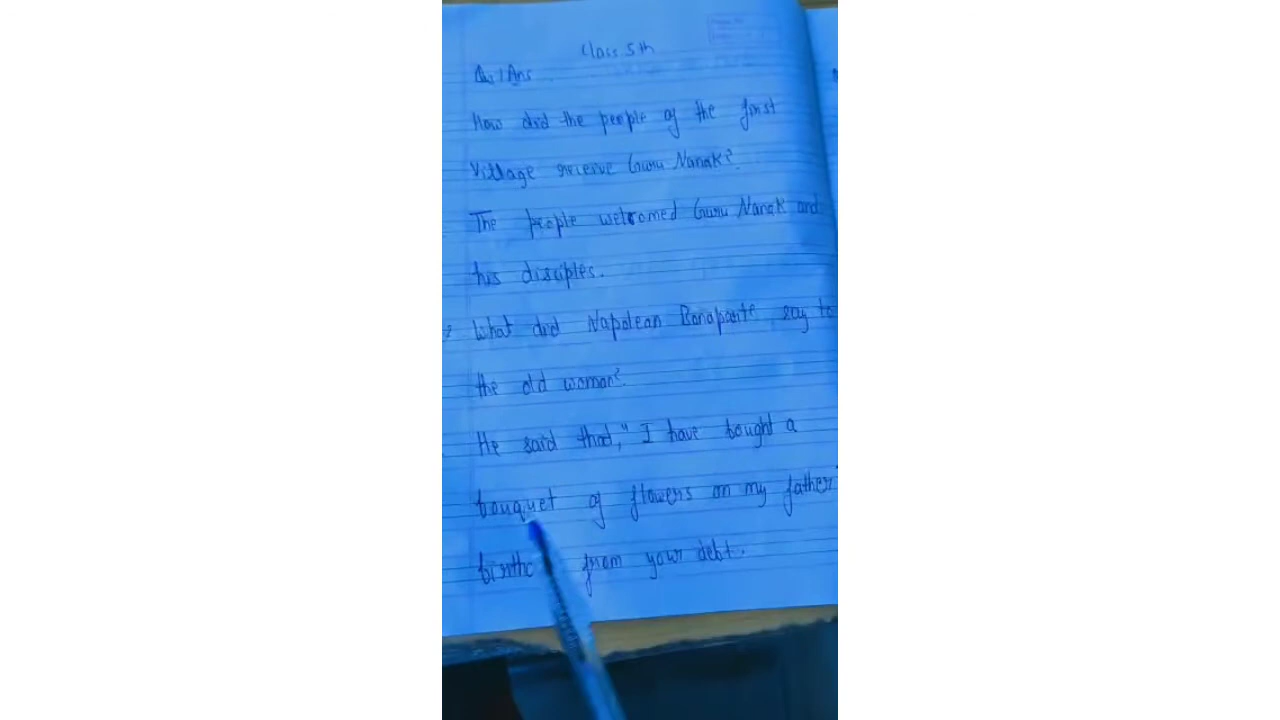 Class 5th
Qus/Ans
How did the people of the first
Village receive Guru Nanak?
The people welcomed Guru Nanak and
his disciples.
What did Napolean Bonaparte say to
the old woman?
He said that," I have bought a
bouquet of flowers on my father
from your debt.